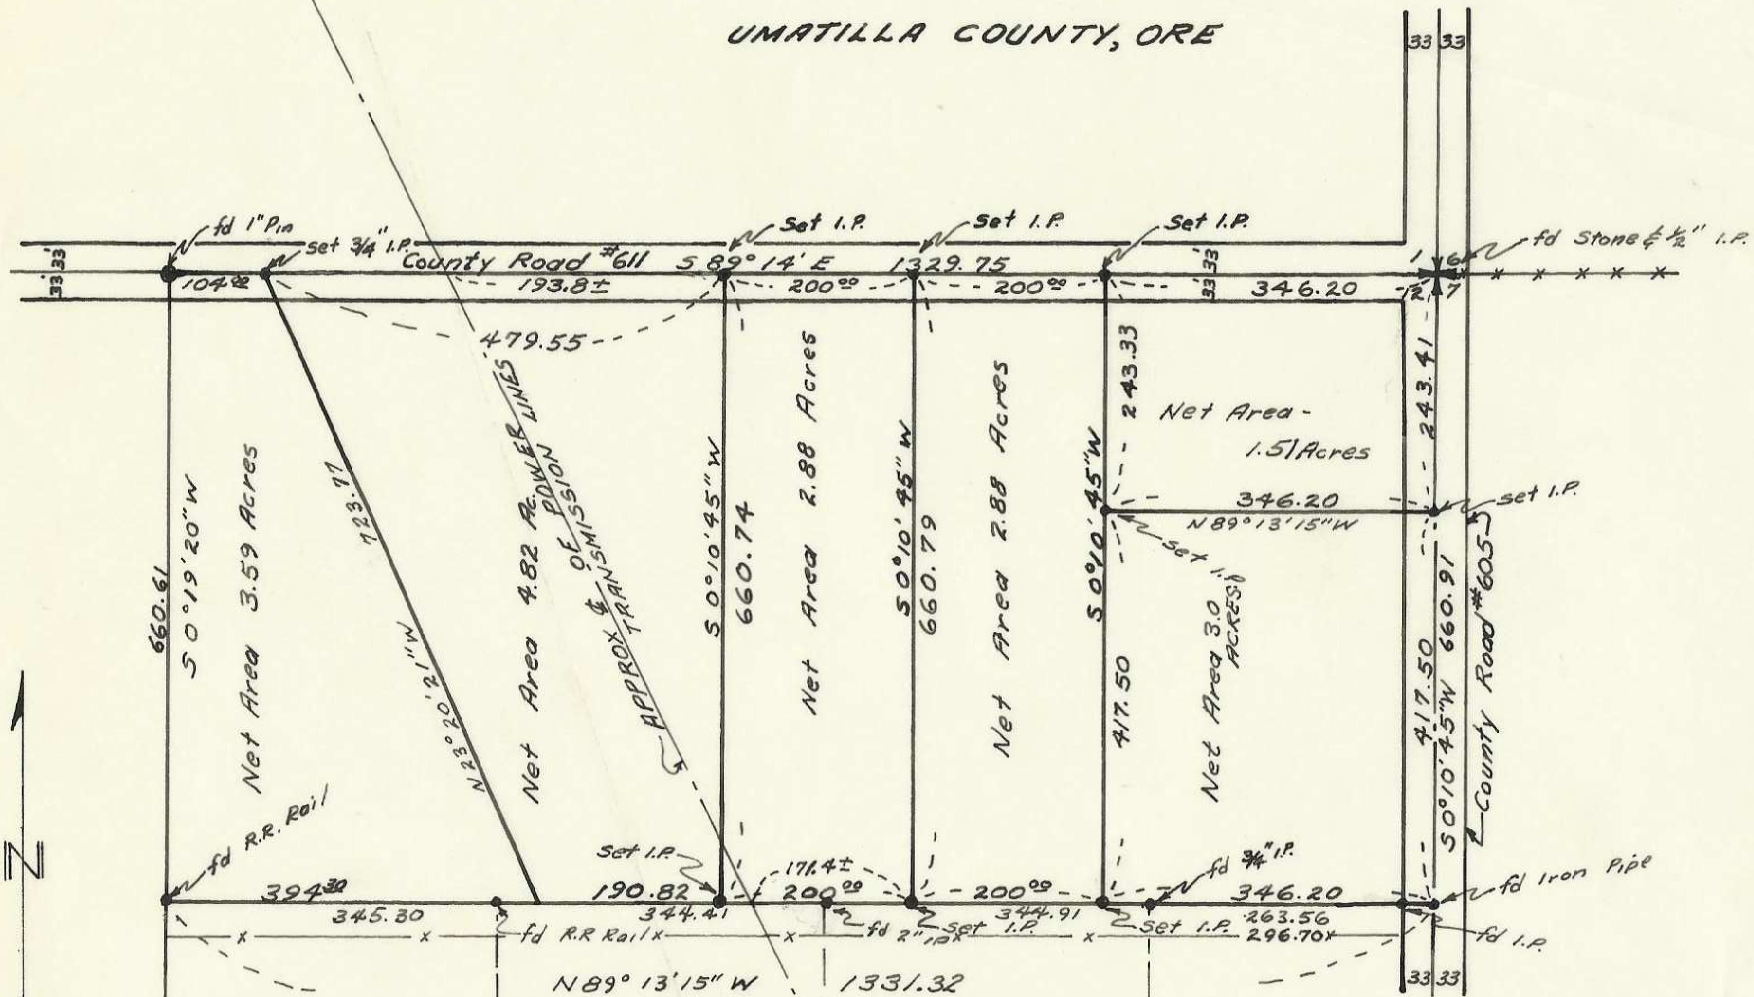 UMATILLA COUNTY, ORE
33 33
fd 1" Pin
set 3/4" I.P.
Set I.P.
Set I.P.
Set I.P.
fd Stone & 1/2" I.P.
33' 33'
County Road #611 S 89° 14' E 1329.75
33' 33'
1 6
12 7
104.00
193.8±
200.00
200.00
346.20
479.55
660.61
S 0° 19' 20" W
Net Area 3.59 Acres
723.77
N 23° 20' 21" W
Net Area 4.82 Ac.
APPROX ℄ OF POWER LINES
TRANSMISSION
S 0° 10' 45" W
660.74
Net Area 2.88 Acres
S 0° 10' 45" W
660.79
Net Area 2.88 Acres
S 0° 10' 45" W
243.33
417.50
Net Area -
1.51 Acres
346.20
N 89° 13' 15" W
set I.P.
set I.P.
Net Area 3.0
ACRES
243.41
417.50
S 0° 10' 45" W 660.91
County Road #605
N
fd R.R. Rail
Set I.P.
171.4±
fd 3/4" I.P.
fd Iron Pipe
394.30
190.82
200.00
200.00
346.20
345.30
344.41
344.91
263.56
fd R.R Rail
fd 2" IP
set I.P.
Set I.P.
296.70
fd I.P.
N 89° 13' 15" W 1331.32
33 33